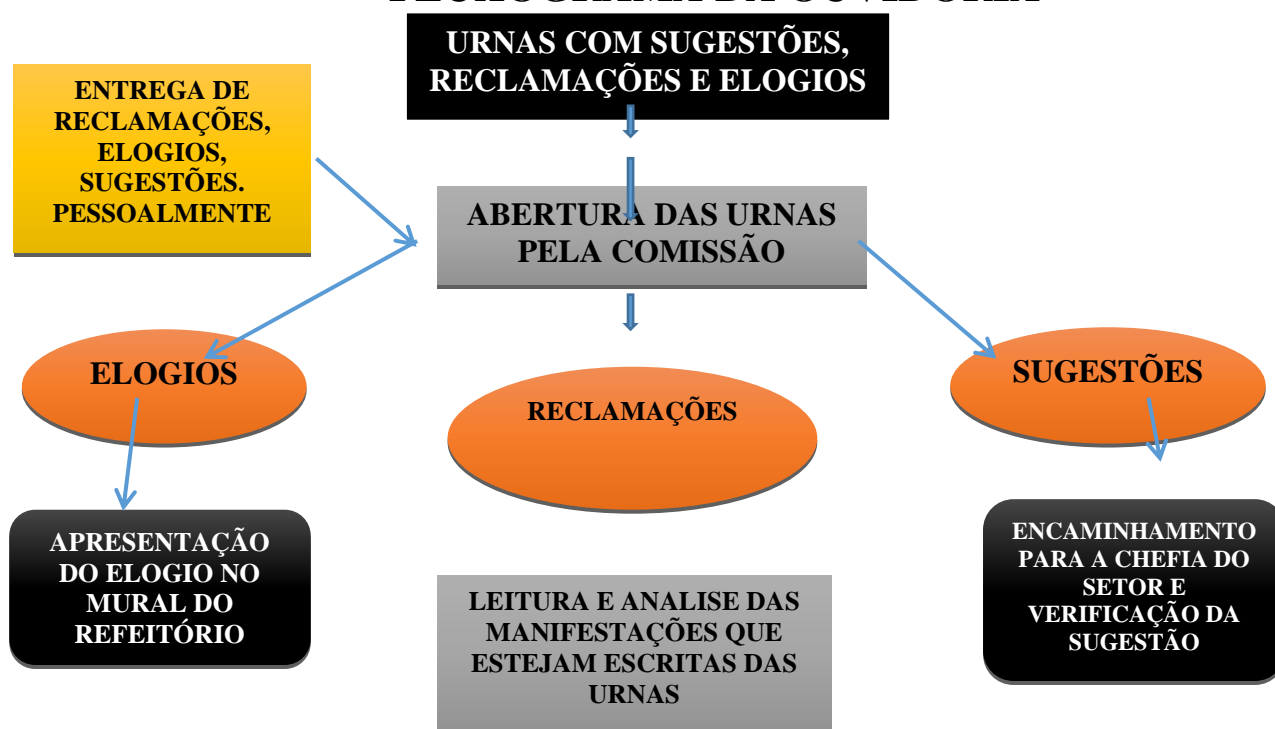 URNAS COM SUGESTÕES,
RECLAMAÇÕES E ELOGIOS
ENTREGA DE
RECLAMAÇÕES,
ELOGIOS,
SUGESTÕES.
PESSOALMENTE
ABERTURA DAS URNAS
PELA COMISSÃO
ELOGIOS
RECLAMAÇÕES
SUGESTÕES
APRESENTAÇÃO
DO ELOGIO NO
MURAL DO
REFEITÓRIO
LEITURA E ANALISE DAS
MANIFESTAÇÕES QUE
ESTEJAM ESCRITAS DAS
URNAS
ENCAMINHAMENTO
PARA A CHEFIA DO
SETOR E
VERIFICAÇÃO DA
SUGESTÃO